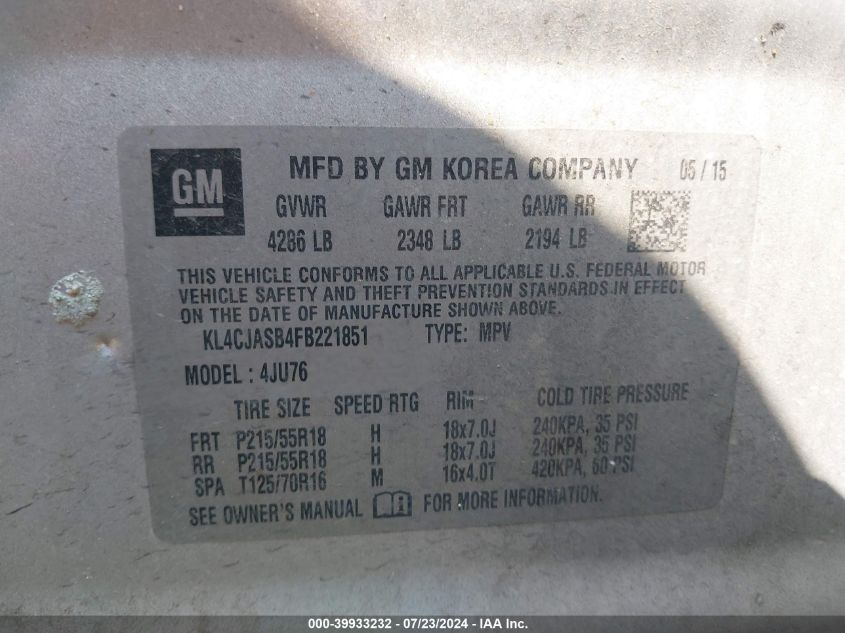 GM
MFD BY GM KOREA COMPANY 05 / 15
GVWR GAWR FRT GAWR RR
4286 LB 2348 LB 2194 LB
THIS VEHICLE CONFORMS TO ALL APPLICABLE U.S. FEDERAL MOTOR
VEHICLE SAFETY AND THEFT PREVENTION STANDARDS IN EFFECT
ON THE DATE OF MANUFACTURE SHOWN ABOVE.
KL4CJASB4FB221851 TYPE: MPV
MODEL : 4JU76
TIRE SIZE SPEED RTG RIM COLD TIRE PRESSURE
FRT P215/55R18 H 18x7.0J 240KPA, 35 PSI
RR P215/55R18 H 18x7.0J 240KPA, 35 PSI
SPA T125/70R16 M 16x4.0T 420KPA, 60 PSI
SEE OWNER'S MANUAL FOR MORE INFORMATION.
000-39933232 - 07/23/2024 - IAA Inc.